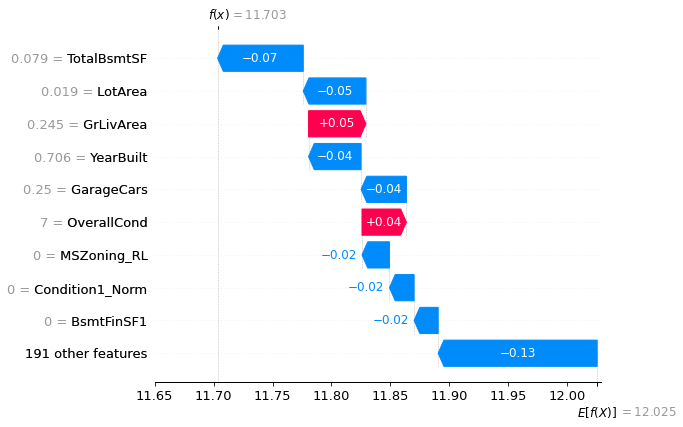 f(x) = 11.703
0.079 = TotalBsmtSF −0.07
0.019 = LotArea −0.05
0.245 = GrLivArea +0.05
0.706 = YearBuilt −0.04
0.25 = GarageCars −0.04
7 = OverallCond +0.04
0 = MSZoning_RL −0.02
0 = Condition1_Norm −0.02
0 = BsmtFinSF1 −0.02
191 other features −0.13
11.65 11.70 11.75 11.80 11.85 11.90 11.95 12.00
E[f(X)] = 12.025